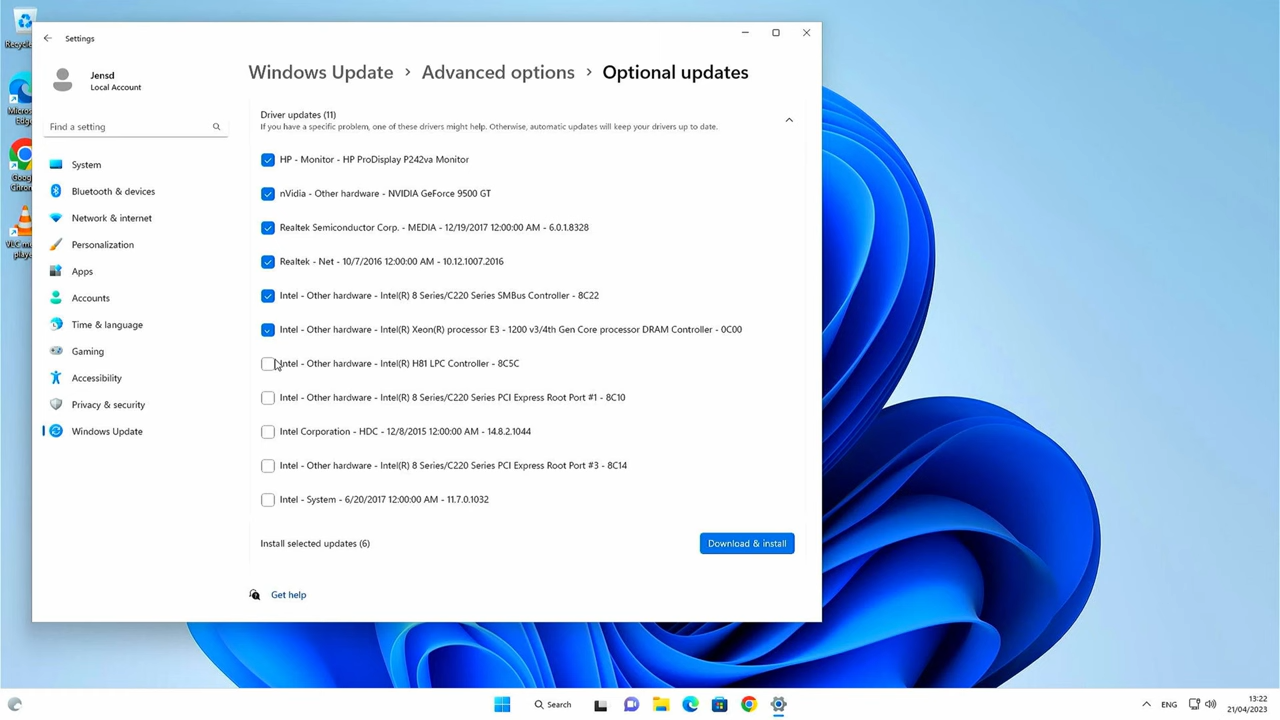 Settings
Jensd
Local Account
Find a setting
System
Bluetooth & devices
Network & internet
Personalization
Apps
Accounts
Time & language
Gaming
Accessibility
Privacy & security
Windows Update
Windows Update › Advanced options › Optional updates
Driver updates (11)
If you have a specific problem, one of these drivers might help. Otherwise, automatic updates will keep your drivers up to date.
HP - Monitor - HP ProDisplay P242va Monitor
nVidia - Other hardware - NVIDIA GeForce 9500 GT
Realtek Semiconductor Corp. - MEDIA - 12/19/2017 12:00:00 AM - 6.0.1.8328
Realtek - Net - 10/7/2016 12:00:00 AM - 10.12.1007.2016
Intel - Other hardware - Intel(R) 8 Series/C220 Series SMBus Controller - 8C22
Intel - Other hardware - Intel(R) Xeon(R) processor E3 - 1200 v3/4th Gen Core processor DRAM Controller - 0C00
Intel - Other hardware - Intel(R) H81 LPC Controller - 8C5C
Intel - Other hardware - Intel(R) 8 Series/C220 Series PCI Express Root Port #1 - 8C10
Intel Corporation - HDC - 12/8/2015 12:00:00 AM - 14.8.2.1044
Intel - Other hardware - Intel(R) 8 Series/C220 Series PCI Express Root Port #3 - 8C14
Intel - System - 6/20/2017 12:00:00 AM - 11.7.0.1032
Install selected updates (6)
Download & install
Get help
Search
ENG
13:22
21/04/2023